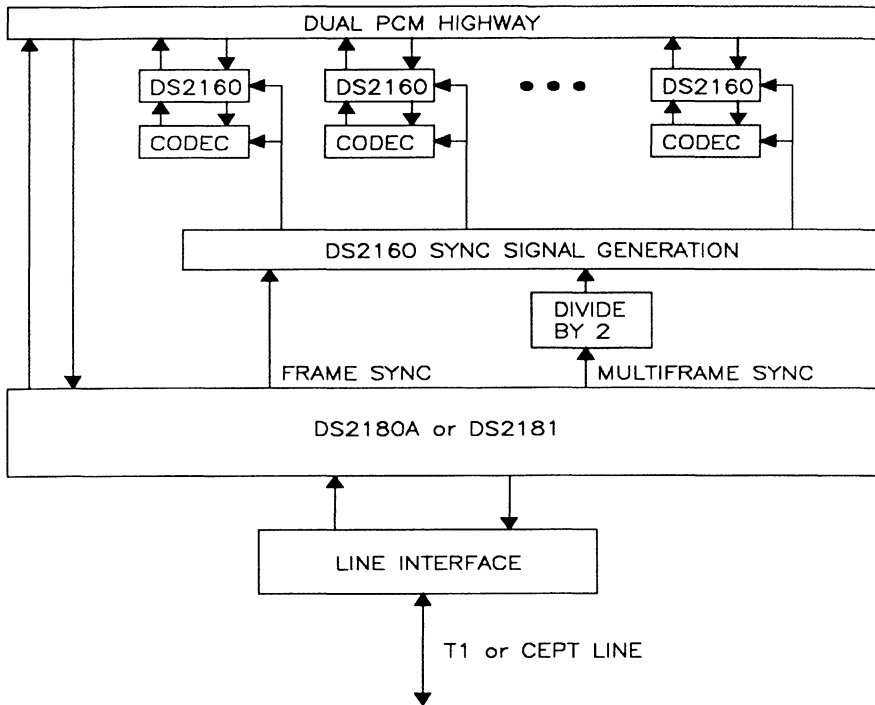 DUAL PCM HIGHWAY
DS2160
DS2160
DS2160
CODEC
CODEC
CODEC
DS2160 SYNC SIGNAL GENERATION
DIVIDE
BY 2
FRAME SYNC
MULTIFRAME SYNC
DS2180A or DS2181
LINE INTERFACE
T1 or CEPT LINE